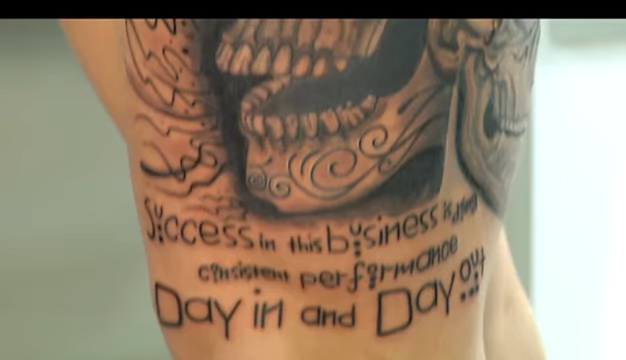 Success in this business is
consistent performance
Day in and Day out